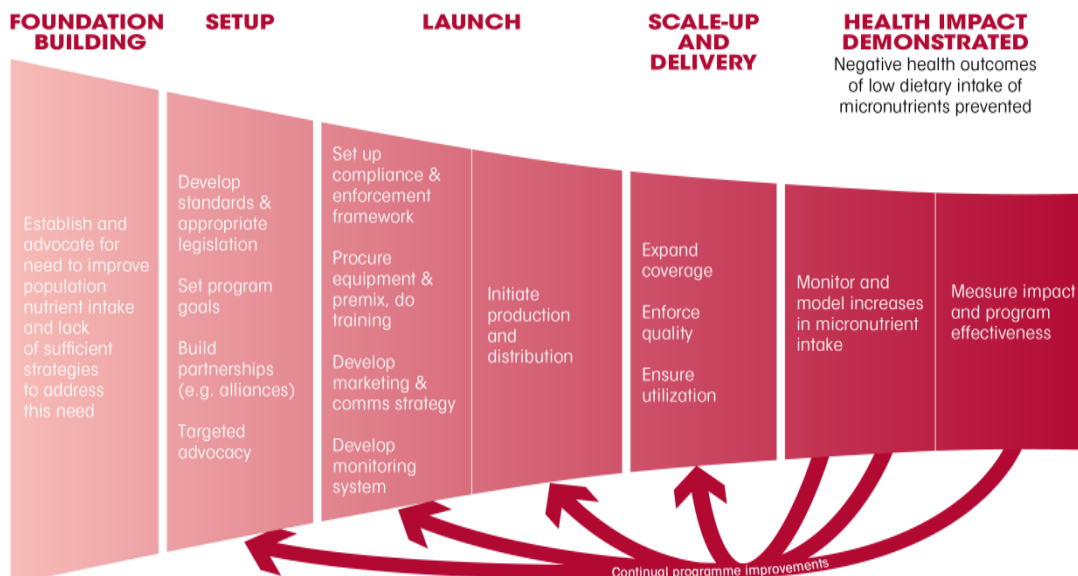 FOUNDATION
BUILDING
SETUP
LAUNCH
SCALE-UP
AND
DELIVERY
HEALTH IMPACT
DEMONSTRATED
Negative health outcomes
of low dietary intake of
micronutrients prevented
Establish and
advocate for
need to improve
population
nutrient intake
and lack
of sufficient
strategies
to address
this need
Develop
standards &
appropriate
legislation
Set program
goals
Build
partnerships
(e.g. alliances)
Targeted
advocacy
Set up
compliance &
enforcement
framework
Procure
equipment &
premix, do
training
Develop
marketing &
comms strategy
Develop
monitoring
system
Initiate
production
and
distribution
Expand
coverage
Enforce
quality
Ensure
utilization
Monitor and
model increases
in micronutrient
intake
Measure impact
and program
effectiveness
Continual programme improvements